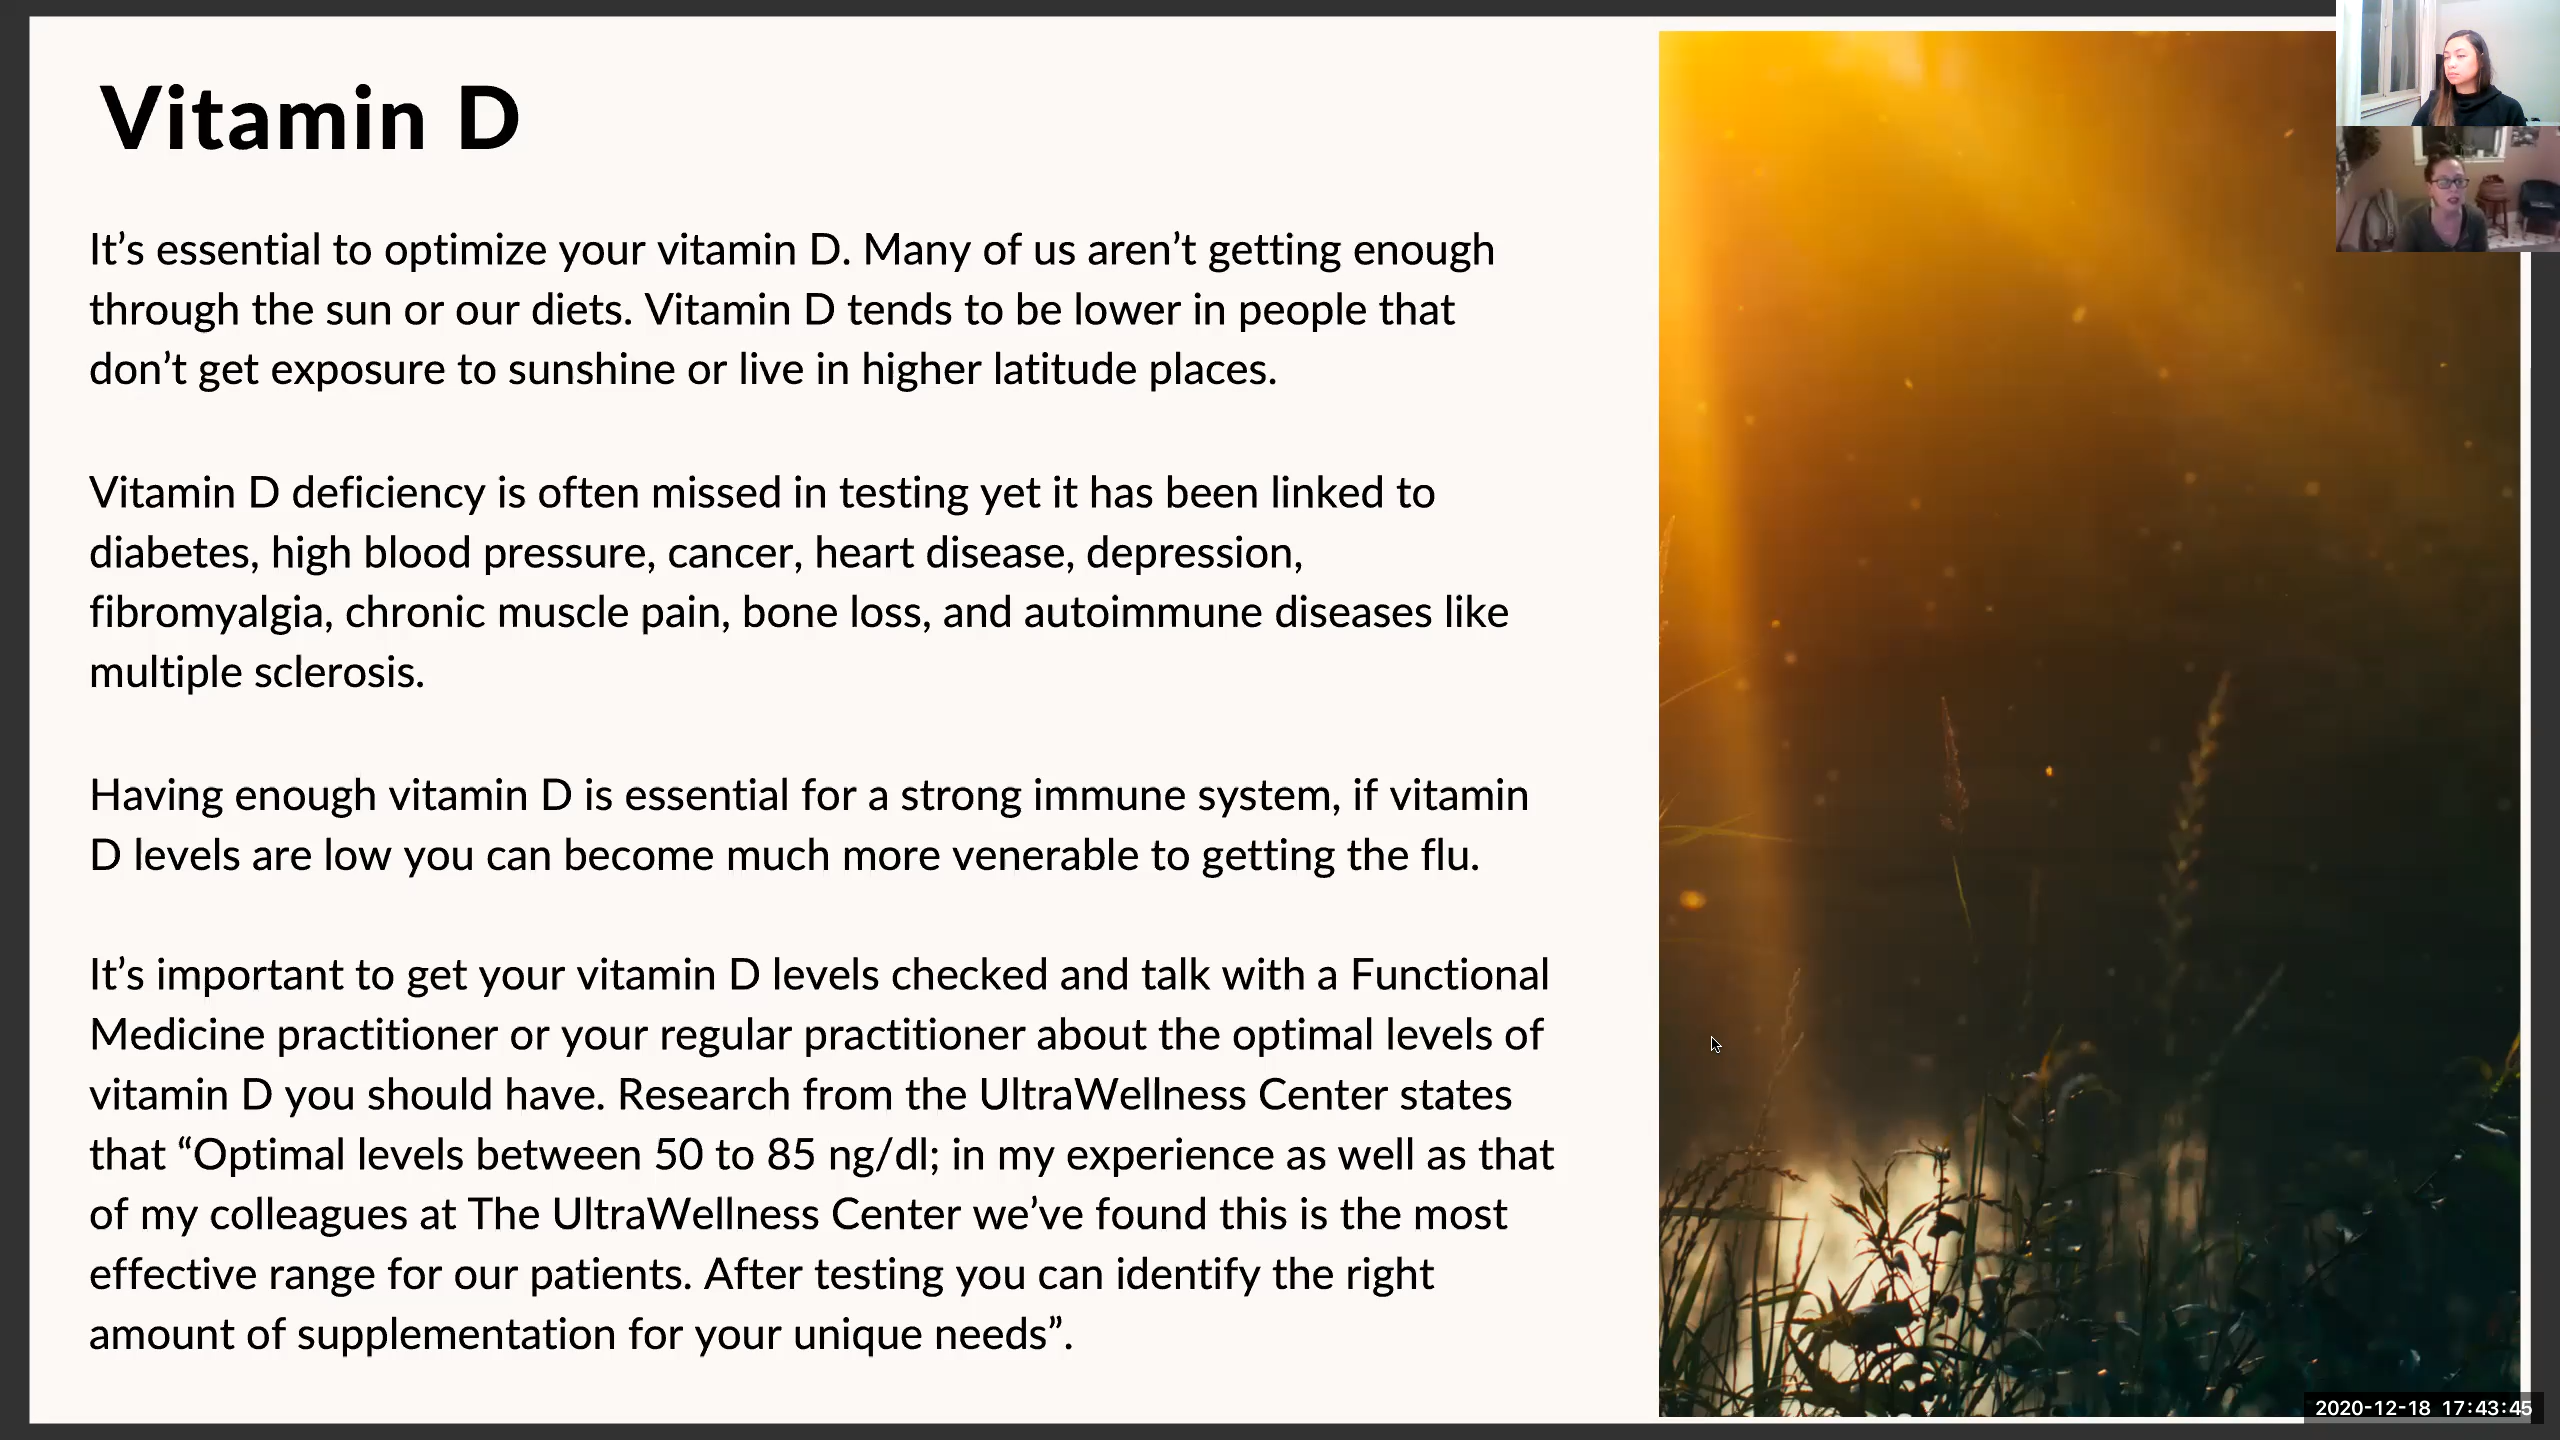 Vitamin D
It’s essential to optimize your vitamin D. Many of us aren’t getting enough
through the sun or our diets. Vitamin D tends to be lower in people that
don’t get exposure to sunshine or live in higher latitude places.
Vitamin D deficiency is often missed in testing yet it has been linked to
diabetes, high blood pressure, cancer, heart disease, depression,
fibromyalgia, chronic muscle pain, bone loss, and autoimmune diseases like
multiple sclerosis.
Having enough vitamin D is essential for a strong immune system, if vitamin
D levels are low you can become much more venerable to getting the flu.
It’s important to get your vitamin D levels checked and talk with a Functional
Medicine practitioner or your regular practitioner about the optimal levels of
vitamin D you should have. Research from the UltraWellness Center states
that “Optimal levels between 50 to 85 ng/dl; in my experience as well as that
of my colleagues at The UltraWellness Center we’ve found this is the most
effective range for our patients. After testing you can identify the right
amount of supplementation for your unique needs”.
2020-12-18 17:43:45